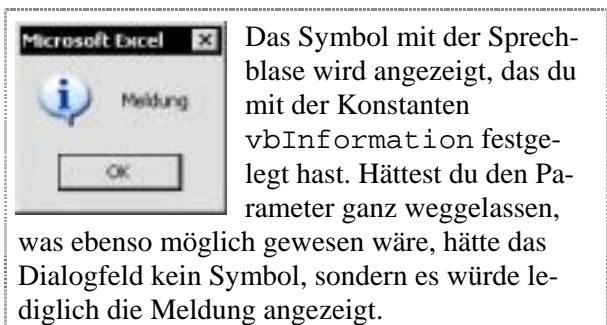 Microsoft Excel
Meldung
OK
Das Symbol mit der Sprech-
blase wird angezeigt, das du
mit der Konstanten
vbInformation festge-
legt hast. Hättest du den Pa-
rameter ganz weggelassen,
was ebenso möglich gewesen wäre, hätte das
Dialogfeld kein Symbol, sondern es würde le-
diglich die Meldung angezeigt.